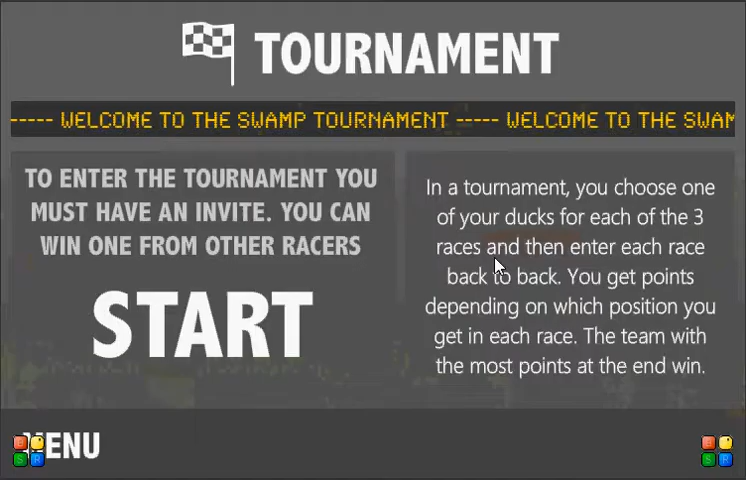 TOURNAMENT
----- WELCOME TO THE SWAMP TOURNAMENT ----- WELCOME TO THE SWAM
TO ENTER THE TOURNAMENT YOU
MUST HAVE AN INVITE. YOU CAN
WIN ONE FROM OTHER RACERS
START
In a tournament, you choose one
of your ducks for each of the 3
races and then enter each race
back to back. You get points
depending on which position you
get in each race. The team with
the most points at the end win.
MENU